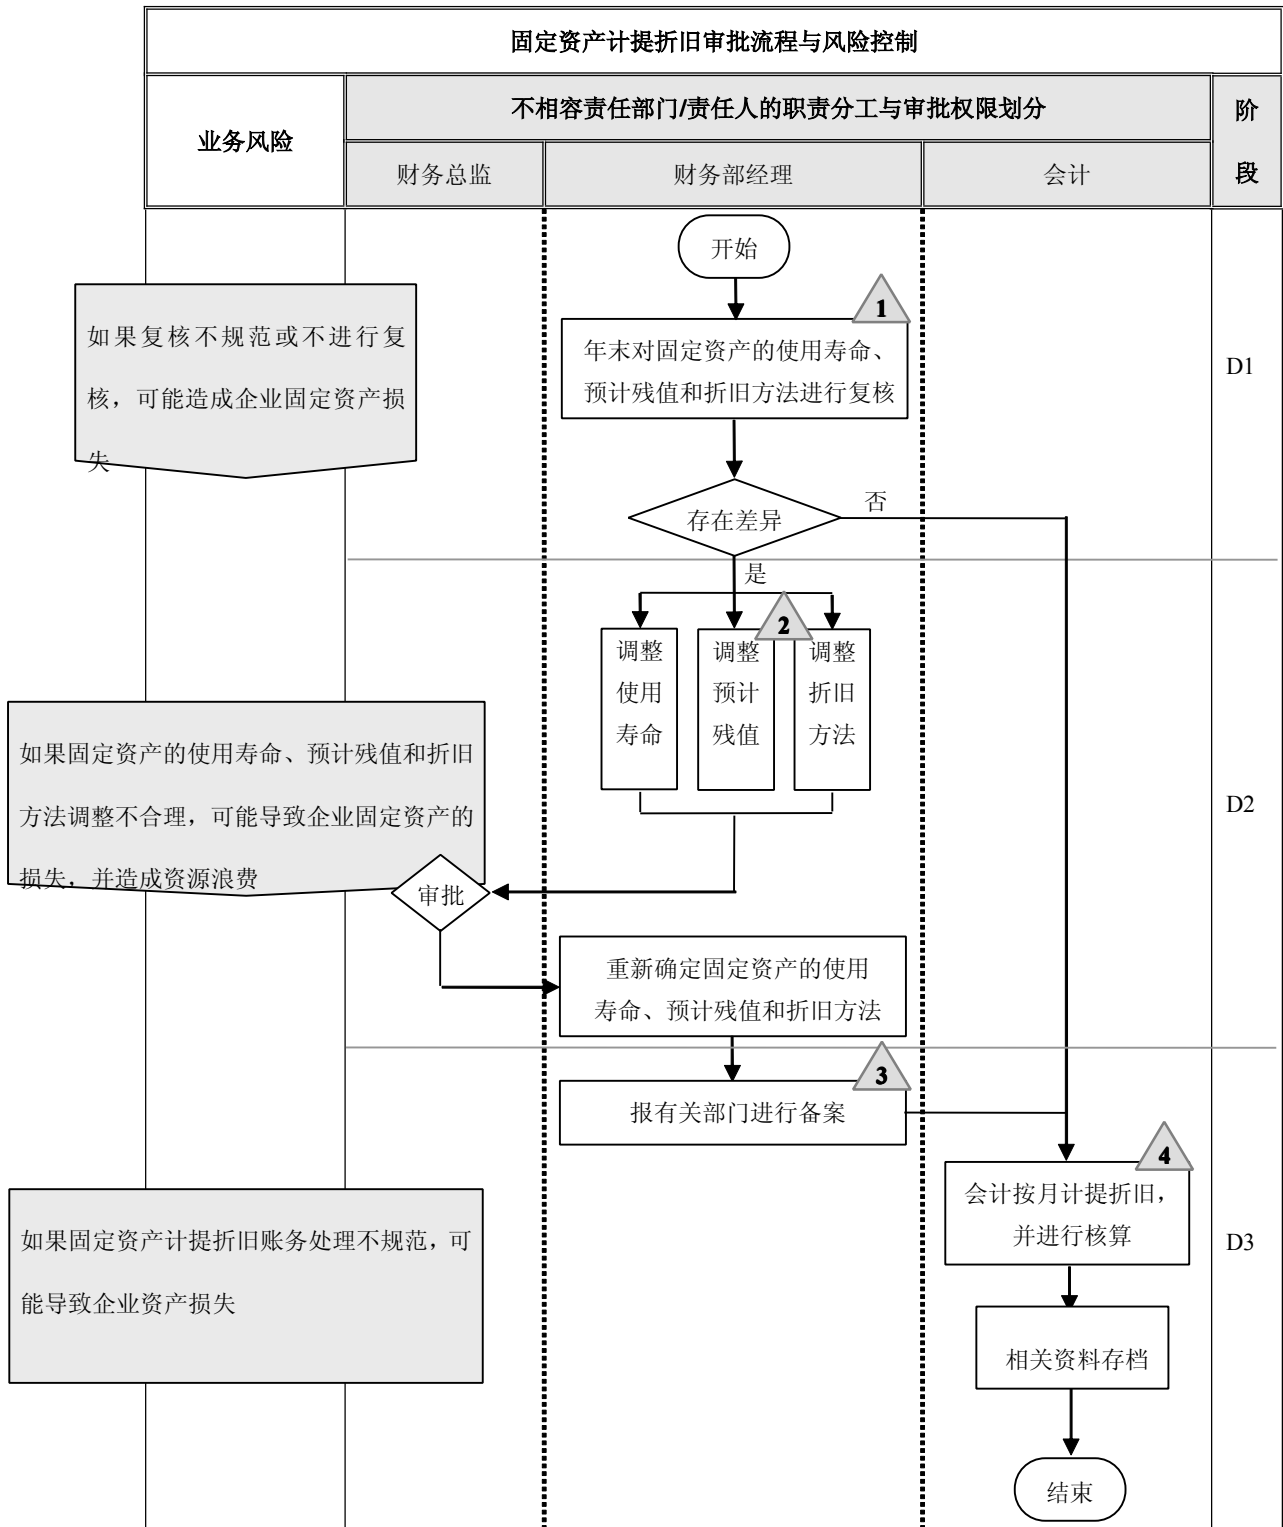 固定资产计提折旧审批流程与风险控制
业务风险
不相容责任部门/责任人的职责分工与审批权限划分
阶
段
财务总监
财务部经理
会计
开始
1
如果复核不规范或不进行复
核，可能造成企业固定资产损
失
年末对固定资产的使用寿命、
预计残值和折旧方法进行复核
D1
存在差异
否
是
2
调整
使用
寿命
调整
预计
残值
调整
折旧
方法
如果固定资产的使用寿命、预计残值和折旧
方法调整不合理，可能导致企业固定资产的
损失，并造成资源浪费
D2
审批
重新确定固定资产的使用
寿命、预计残值和折旧方法
3
报有关部门进行备案
4
会计按月计提折旧，
并进行核算
如果固定资产计提折旧账务处理不规范，可
能导致企业资产损失
D3
相关资料存档
结束